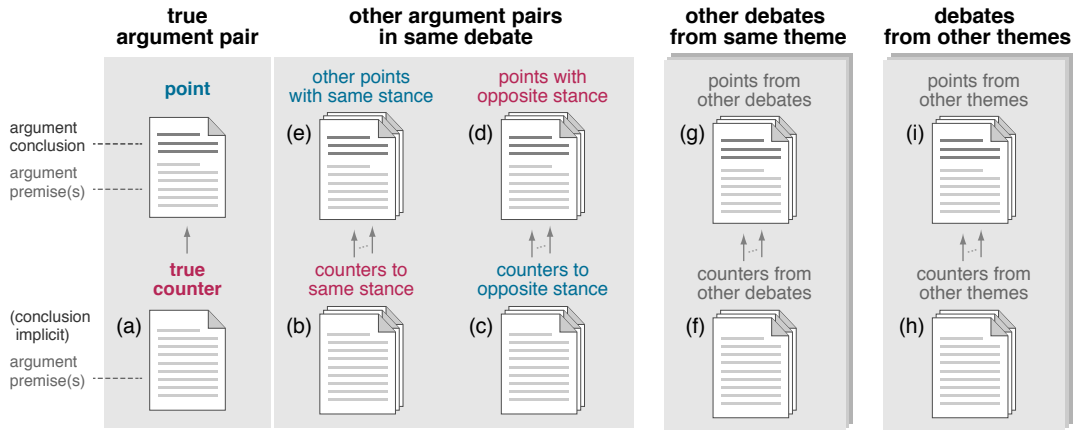 true
argument pair
other argument pairs
in same debate
other debates
from same theme
debates
from other themes
point
other points
with same stance
points with
opposite stance
points from
other debates
points from
other themes
(e)
(d)
(g)
(i)
argument
conclusion
argument
premise(s)
true
counter
counters to
same stance
counters to
opposite stance
counters from
other debates
counters from
other themes
(conclusion
implicit)
(a)
(b)
(c)
(f)
(h)
argument
premise(s)